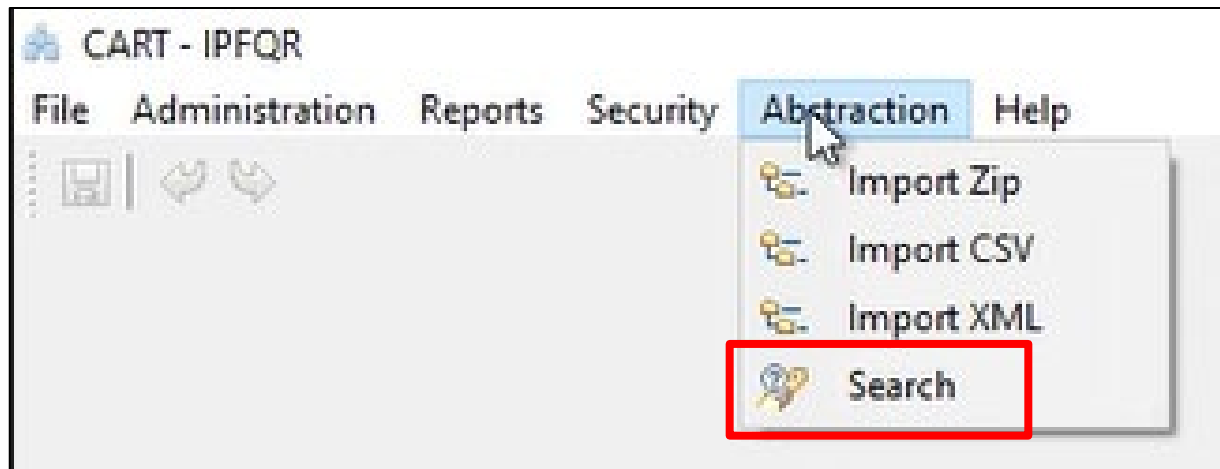 CART - IPFQR
File Administration Reports Security Abstraction Help
Import Zip
Import CSV
Import XML
Search